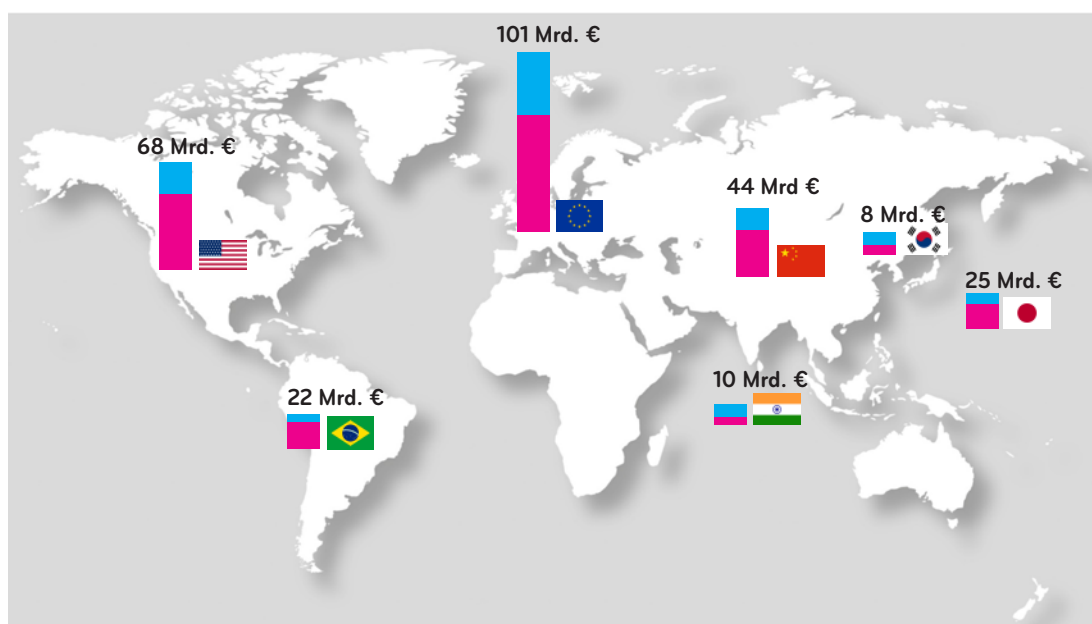 101 Mrd. €
68 Mrd. €
44 Mrd €
8 Mrd. €
25 Mrd. €
10 Mrd. €
22 Mrd. €